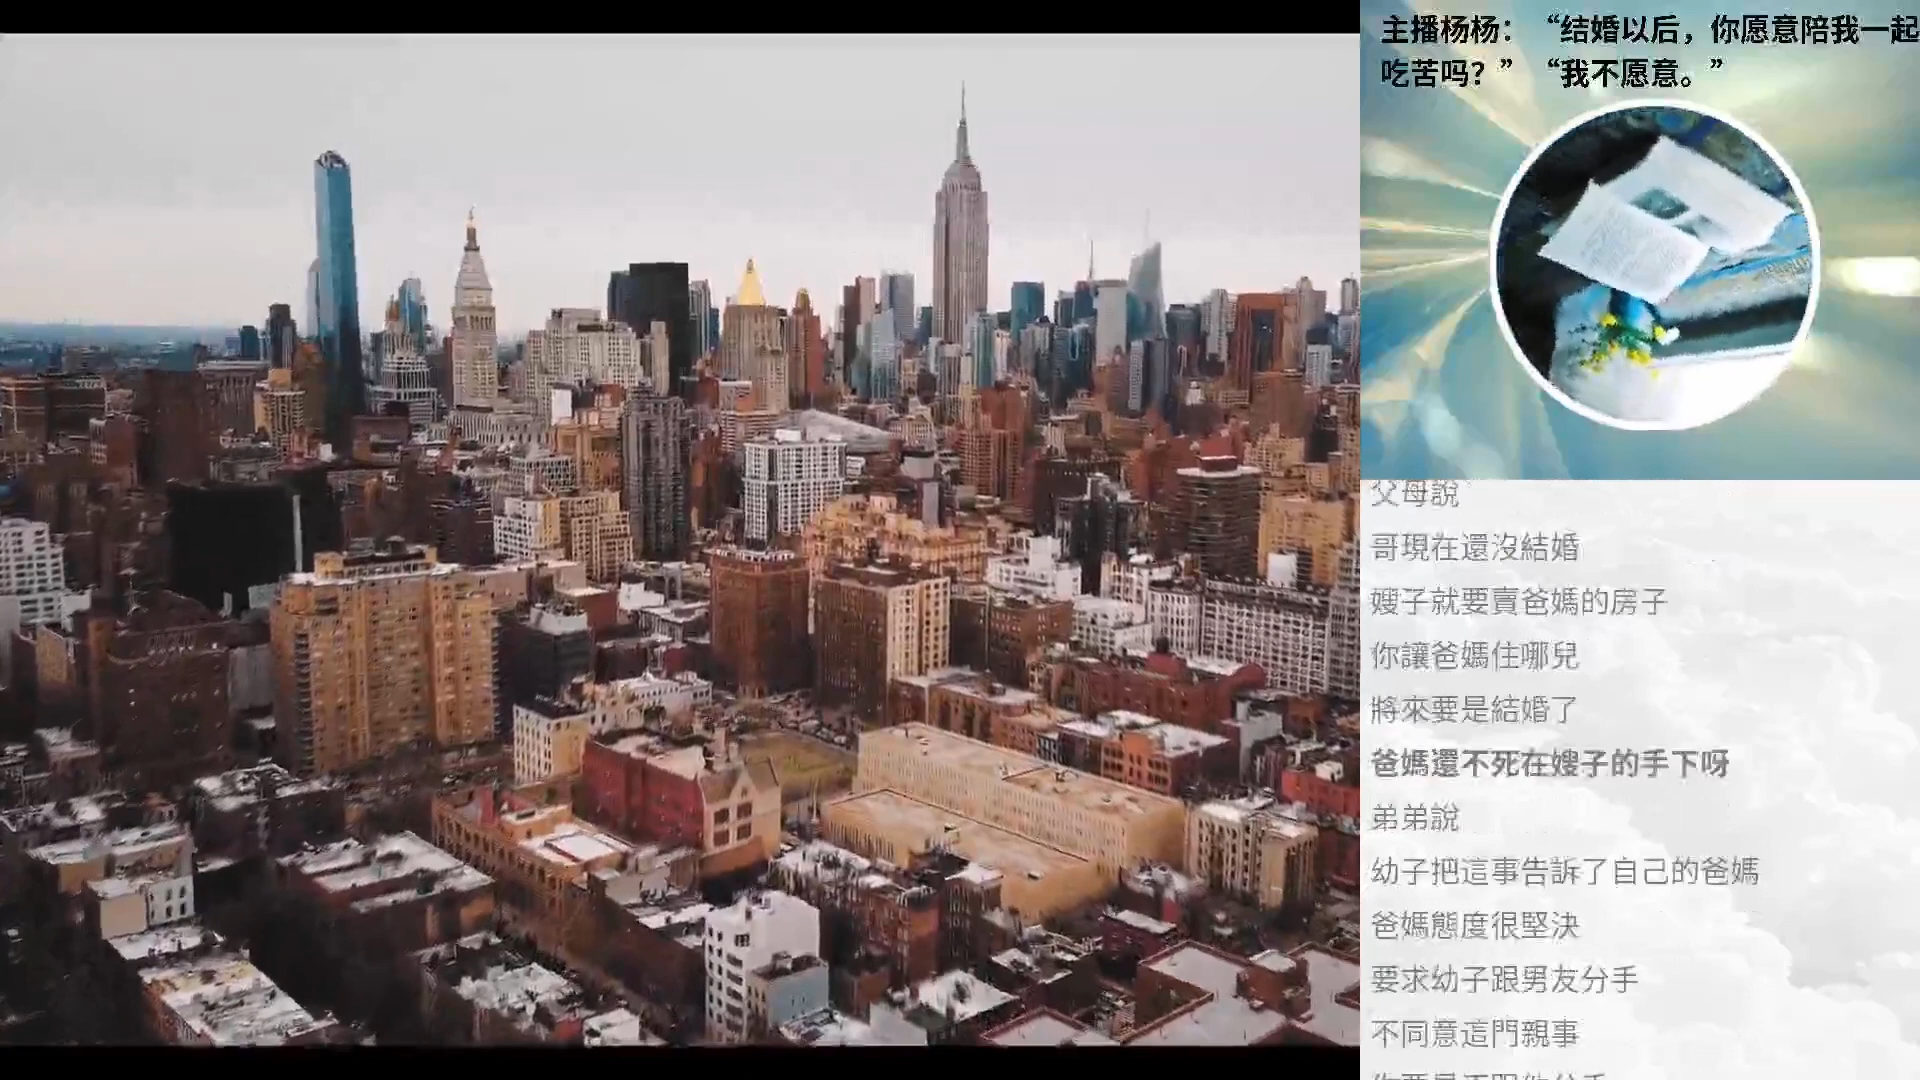 主播杨杨：“结婚以后，你愿意陪我一起
吃苦吗？”“我不愿意。”
父母說
哥現在還沒結婚
嫂子就要賣爸媽的房子
你讓爸媽住哪兒
將來要是結婚了
爸媽還不死在嫂子的手下呀
弟弟說
幼子把這事告訴了自己的爸媽
爸媽態度很堅決
要求幼子跟男友分手
不同意這門親事